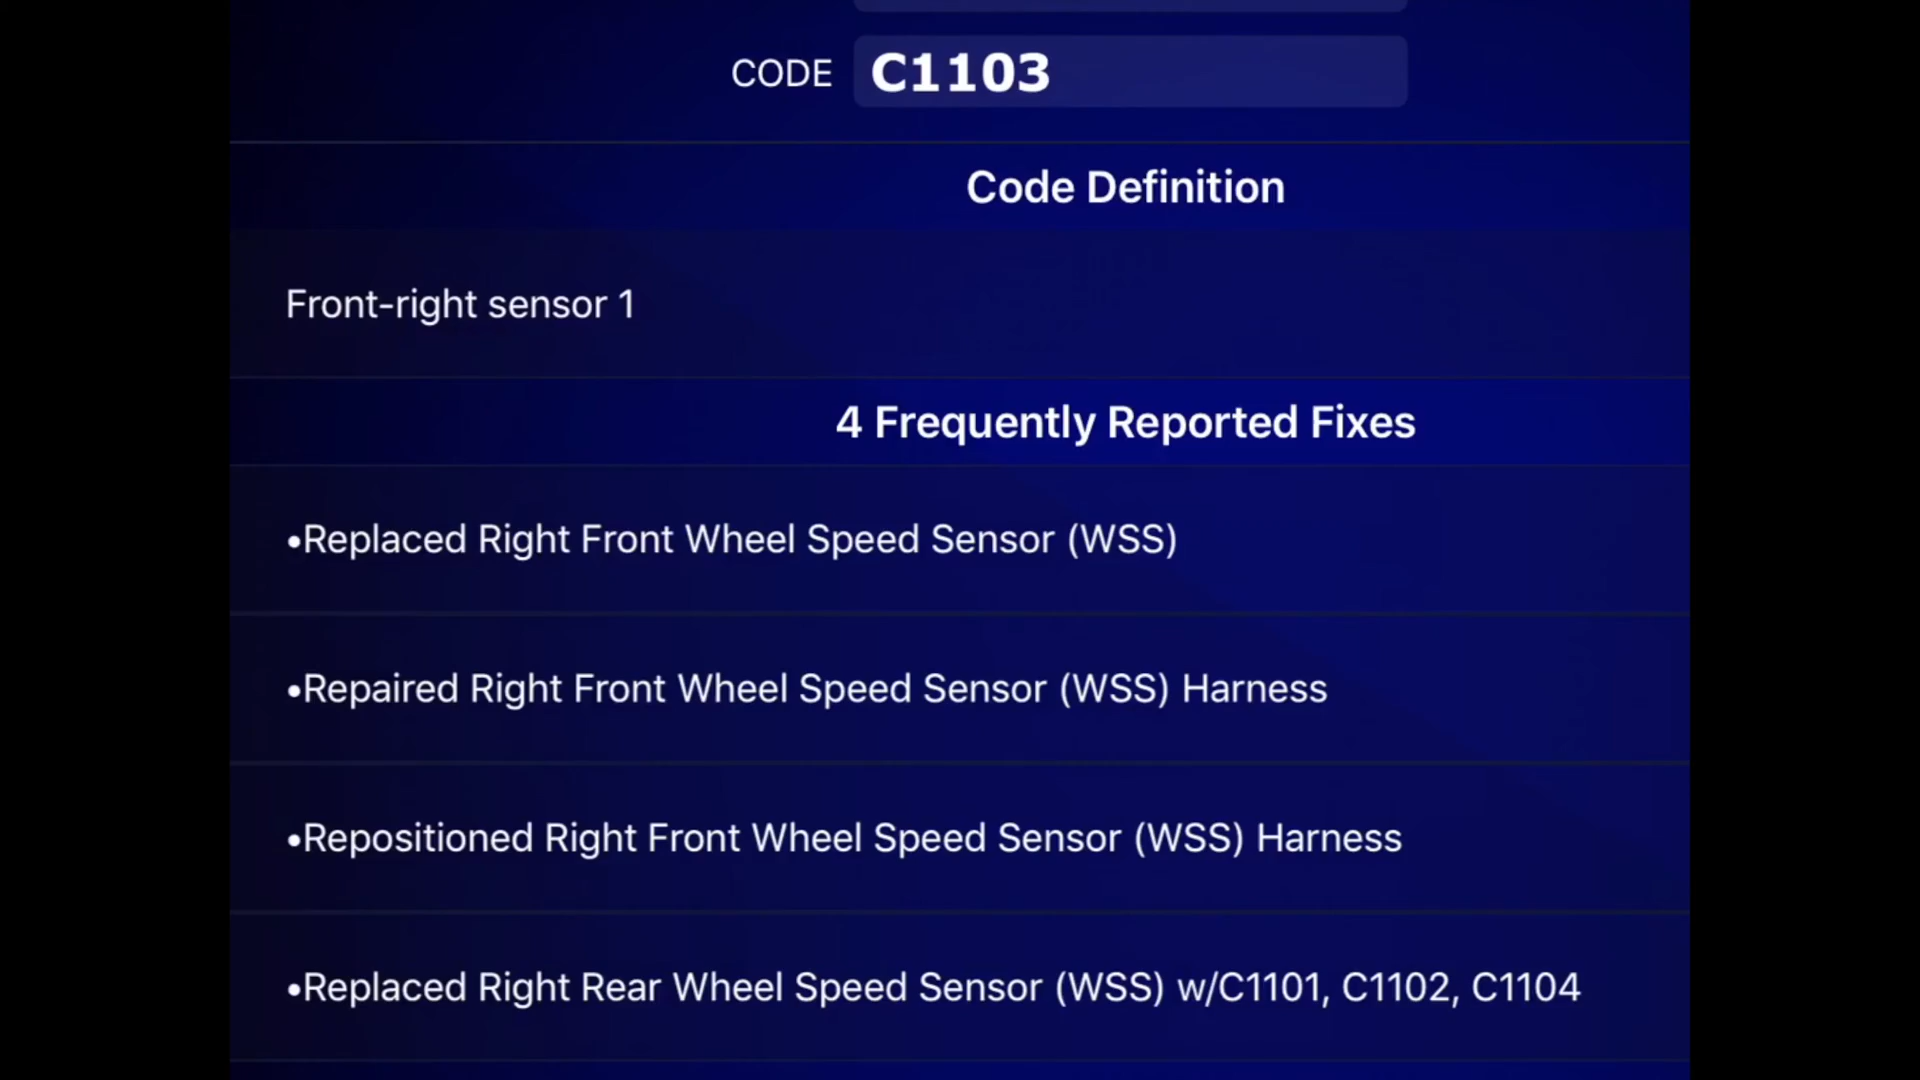 CODE C1103
Code Definition
Front-right sensor 1
4 Frequently Reported Fixes
•Replaced Right Front Wheel Speed Sensor (WSS)
•Repaired Right Front Wheel Speed Sensor (WSS) Harness
•Repositioned Right Front Wheel Speed Sensor (WSS) Harness
•Replaced Right Rear Wheel Speed Sensor (WSS) w/C1101, C1102, C1104